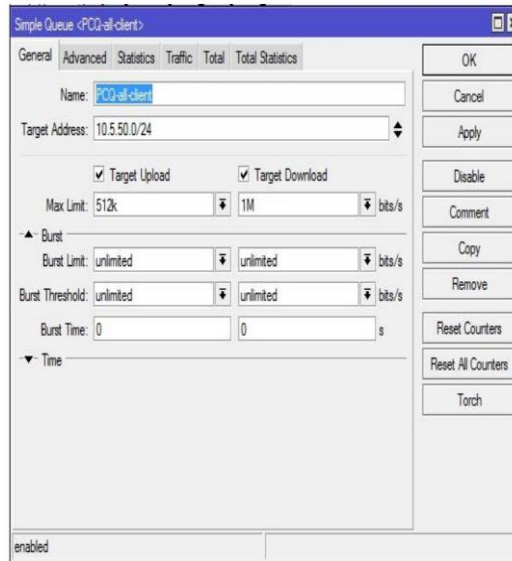 Simple Queue <PCQ-all-client>
General Advanced Statistics Traffic Total Total Statistics
Name: PCQ-all-client
Target Address: 10.5.50.0/24
Target Upload Target Download
Max Limit: 512k 1M bits/s
Burst
Burst Limit: unlimited unlimited bits/s
Burst Threshold: unlimited unlimited bits/s
Burst Time: 0 0 s
Time
OK
Cancel
Apply
Disable
Comment
Copy
Remove
Reset Counters
Reset All Counters
Torch
enabled